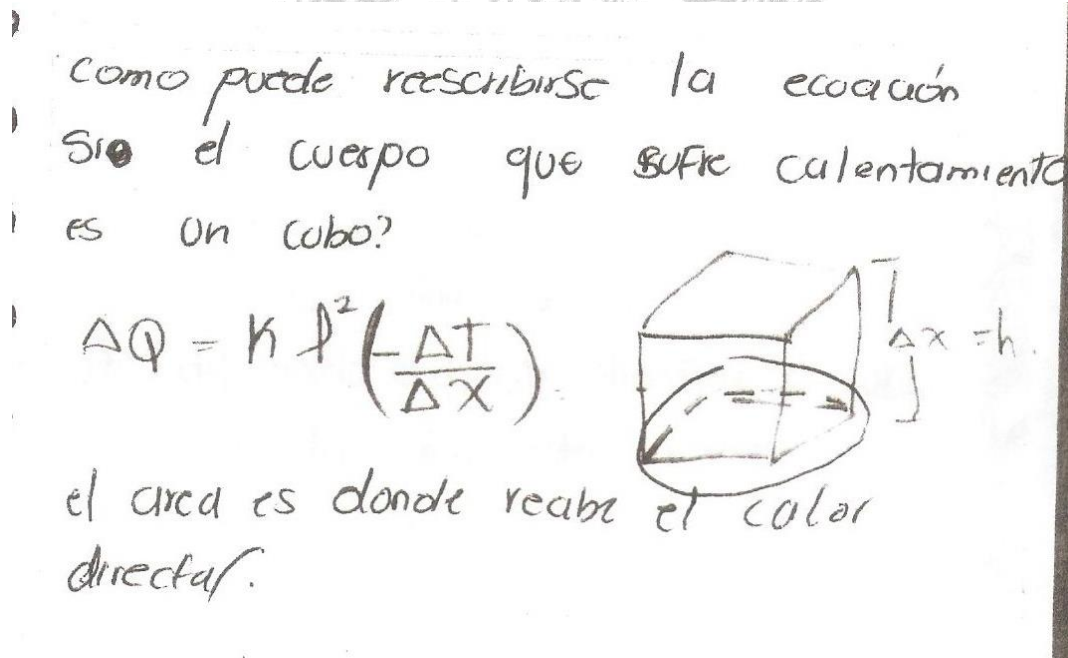 como puede reescribirse la ecoación
Si el cuerpo que sufre calentamiento
es un cubo?
ΔQ = K l² (-ΔT/ΔX)
Δx = h.
el area es donde recibe el calor
directa/.